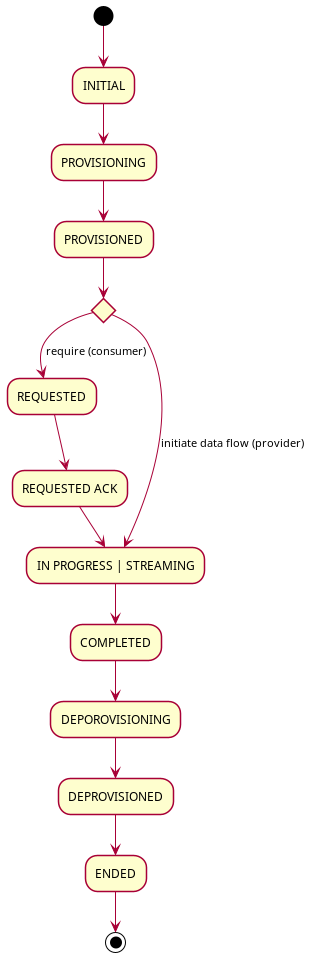 INITIAL
PROVISIONING
PROVISIONED
require (consumer)
REQUESTED
initiate data flow (provider)
REQUESTED ACK
IN PROGRESS | STREAMING
COMPLETED
DEPOROVISIONING
DEPROVISIONED
ENDED